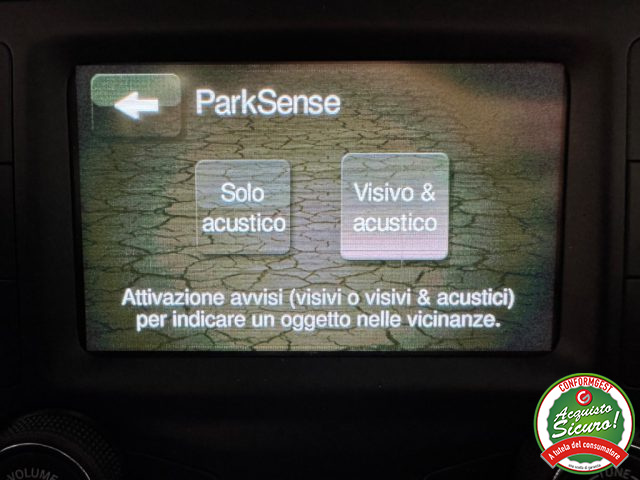 ParkSense
Solo
acustico
Visivo &
acustico
Attivazione avvisi (visivi o visivi & acustici)
per indicare un oggetto nelle vicinanze.
VOLUME
TUNE
CONFORMGEST
Acquisto
Sicuro!
A tutela del consumatore